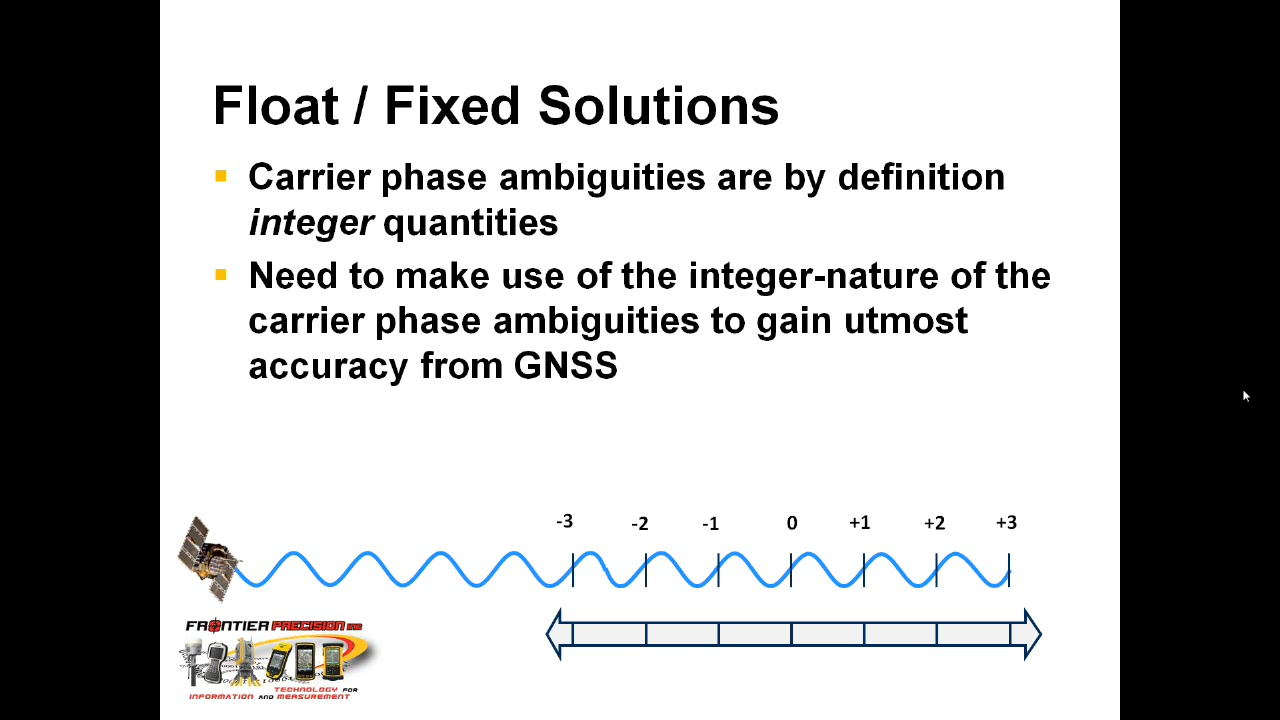 Float / Fixed Solutions
Carrier phase ambiguities are by definition
integer quantities
Need to make use of the integer-nature of the
carrier phase ambiguities to gain utmost
accuracy from GNSS
-3 -2 -1 0 +1 +2 +3
FRONTIER PRECISION INC
TECHNOLOGY FOR
INFORMATION AND MEASUREMENT